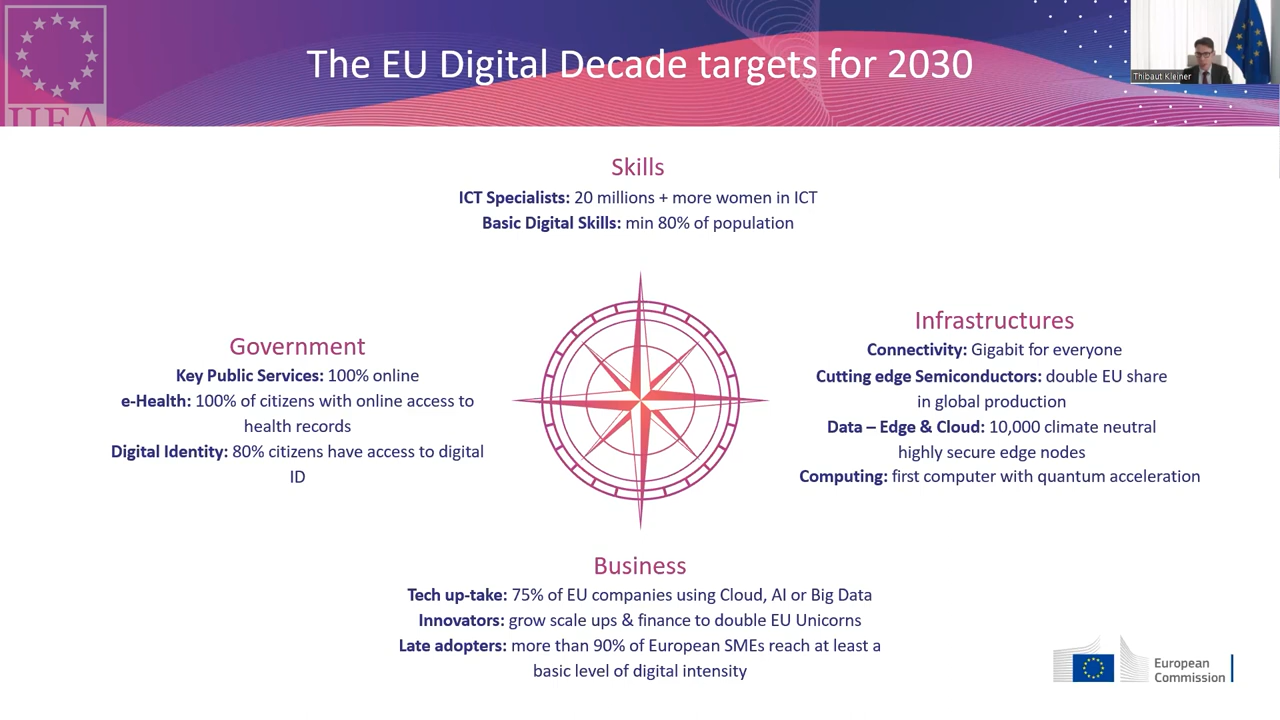 The EU Digital Decade targets for 2030
IIEA
Thibaut Kleiner
Skills
ICT Specialists: 20 millions + more women in ICT
Basic Digital Skills: min 80% of population
Government
Key Public Services: 100% online
e-Health: 100% of citizens with online access to
health records
Digital Identity: 80% citizens have access to digital
ID
Infrastructures
Connectivity: Gigabit for everyone
Cutting edge Semiconductors: double EU share
in global production
Data – Edge & Cloud: 10,000 climate neutral
highly secure edge nodes
Computing: first computer with quantum acceleration
Business
Tech up-take: 75% of EU companies using Cloud, AI or Big Data
Innovators: grow scale ups & finance to double EU Unicorns
Late adopters: more than 90% of European SMEs reach at least a
basic level of digital intensity
European
Commission